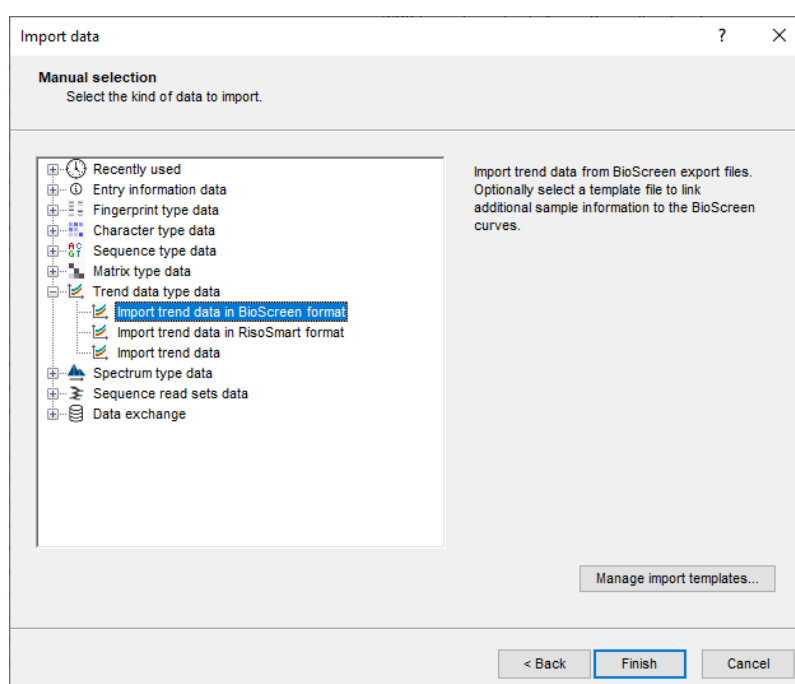 Import data
?
Manual selection
Select the kind of data to import.
Recently used
Entry information data
Fingerprint type data
Character type data
Sequence type data
Matrix type data
Trend data type data
Import trend data in BioScreen format
Import trend data in RisoSmart format
Import trend data
Spectrum type data
Sequence read sets data
Data exchange
Import trend data from BioScreen export files.
Optionally select a template file to link
additional sample information to the BioScreen
curves.
Manage import templates...
< Back Finish Cancel